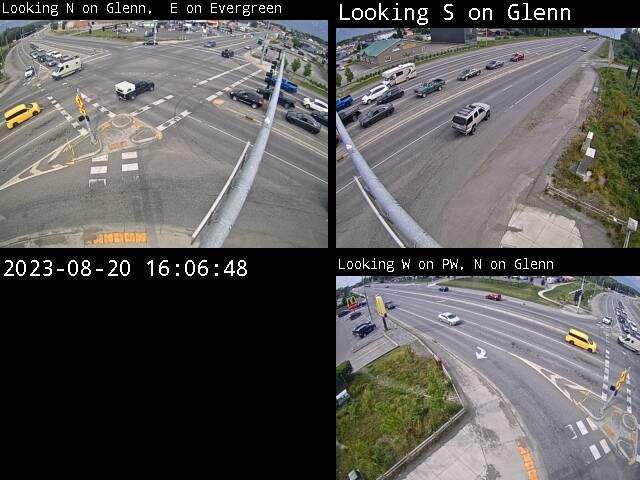 Looking N on Glenn, E on Evergreen
Looking S on Glenn
2023-08-20 16:06:48
Looking W on PW, N on Glenn